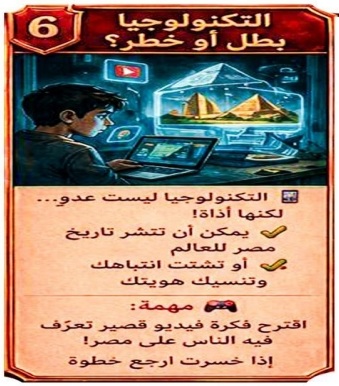 6
التكنولوجيا
بطل أو خطر؟
التكنولوجيا ليست عدو...
لكنها أداة!
يمكن أن تنشر تاريخ
مصر للعالم
أو تشتت انتباهك
وتنسيك هويتك
مهمة:
اقترح فكرة فيديو قصير تعرّف
فيه الناس على مصر!
إذا خسرت ارجع خطوة